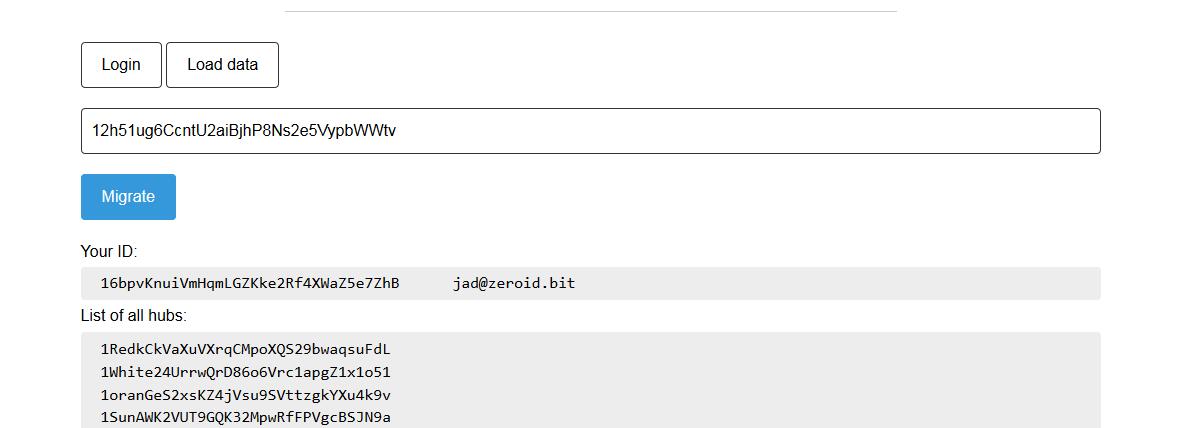 Login Load data
12h51ug6CcntU2aiBjhP8Ns2e5VypbWWtv
Migrate
Your ID:
16bpvKnuiVmHqmLGZKke2Rf4XWaZ5e7ZhB jad@zeroid.bit
List of all hubs:
1RedkCkVaXuVXrqCMpoXQS29bwaqsuFdL
1White24UrrwQrD86o6Vrc1apgZ1x1o51
1oranGeS2xsKZ4jVsu9SVttzgkYXu4k9v
1SunAWK2VUT9GQK32MpwRfFPVgcBSJN9a